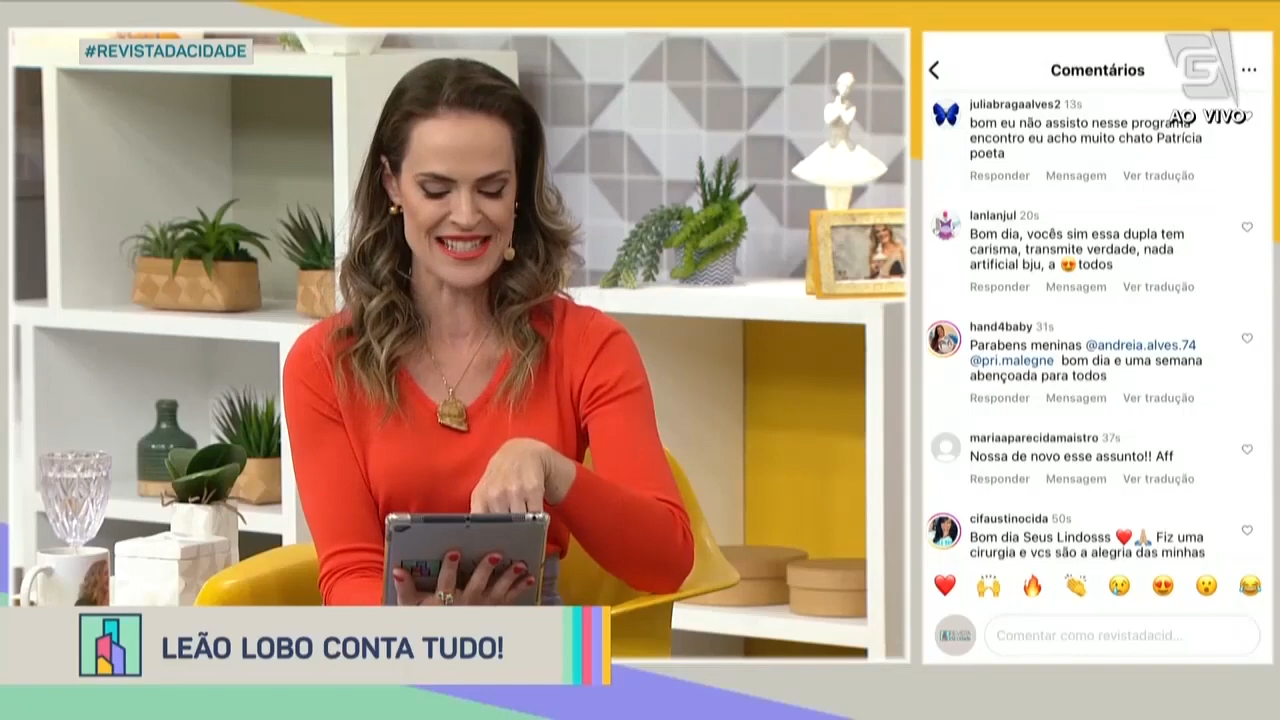 #REVISTADACIDADE
Comentários
AO VIVO
juliabragaalves2 13s
bom eu não assisto nesse programa
encontro eu acho muito chato Patrícia
poeta
Responder Mensagem Ver tradução
lanlanjul 20s
Bom dia, vocês sim essa dupla tem
carisma, transmite verdade, nada
artificial bju, a 😍todos
Responder Mensagem Ver tradução
hand4baby 31s
Parabens meninas @andreia.alves.74
@pri.malegne bom dia e uma semana
abençoada para todos
Responder Mensagem Ver tradução
mariaaparecidamaistro 37s
Nossa de novo esse assunto!! Aff
Responder Mensagem Ver tradução
cifaustinocida 50s
Bom dia Seus Lindosss ❤️🙏🏼 Fiz uma
cirurgia e vcs são a alegria das minhas
❤️🙌🔥👏😢😍😮😂
Comentar como revistadacid...
LEÃO LOBO CONTA TUDO!